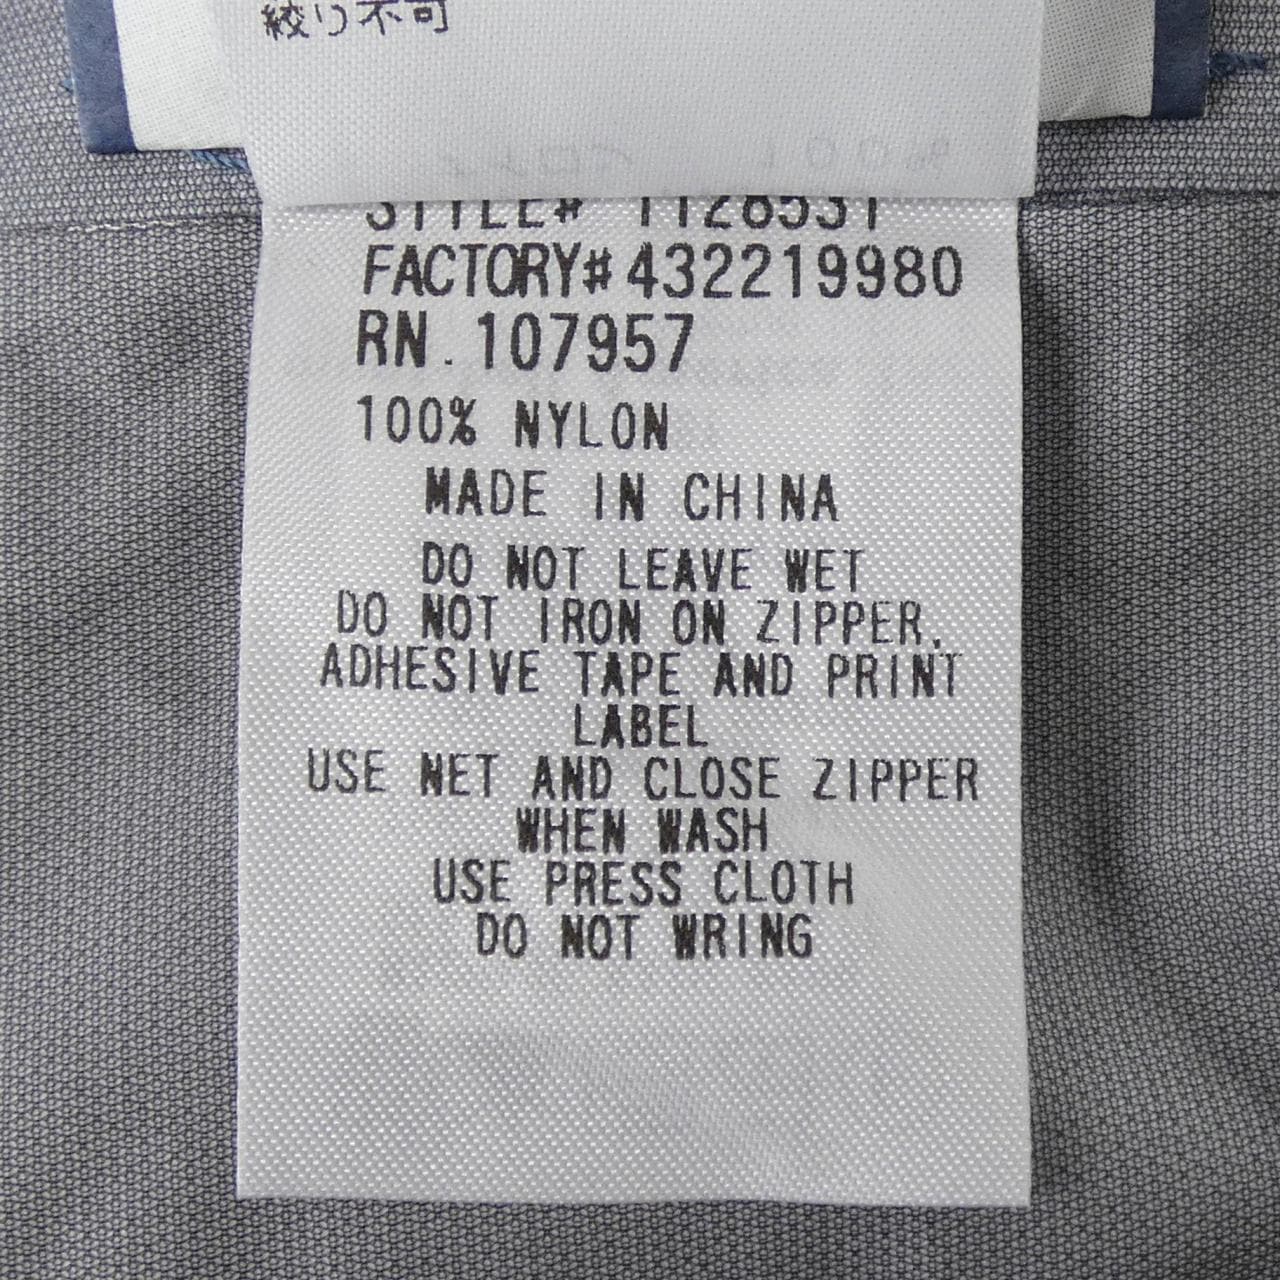 絞り不可
STYLE# 1128531
FACTORY#432219980
RN.107957
100% NYLON
MADE IN CHINA
DO NOT LEAVE WET
DO NOT IRON ON ZIPPER,
ADHESIVE TAPE AND PRINT
LABEL
USE NET AND CLOSE ZIPPER
WHEN WASH
USE PRESS CLOTH
DO NOT WRING